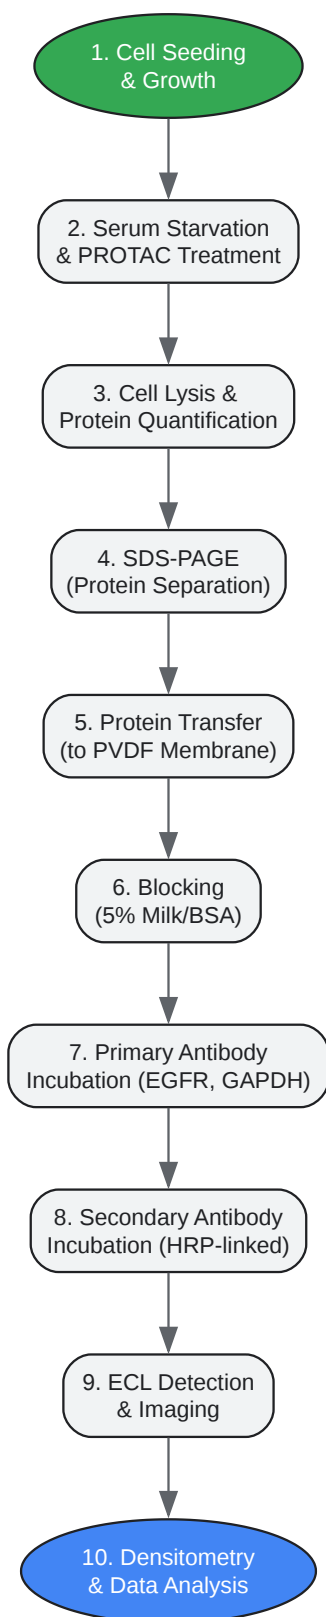 1. Cell Seeding
& Growth
2. Serum Starvation
& PROTAC Treatment
3. Cell Lysis &
Protein Quantification
4. SDS-PAGE
(Protein Separation)
5. Protein Transfer
(to PVDF Membrane)
6. Blocking
(5% Milk/BSA)
7. Primary Antibody
Incubation (EGFR, GAPDH)
8. Secondary Antibody
Incubation (HRP-linked)
9. ECL Detection
& Imaging
10. Densitometry
& Data Analysis